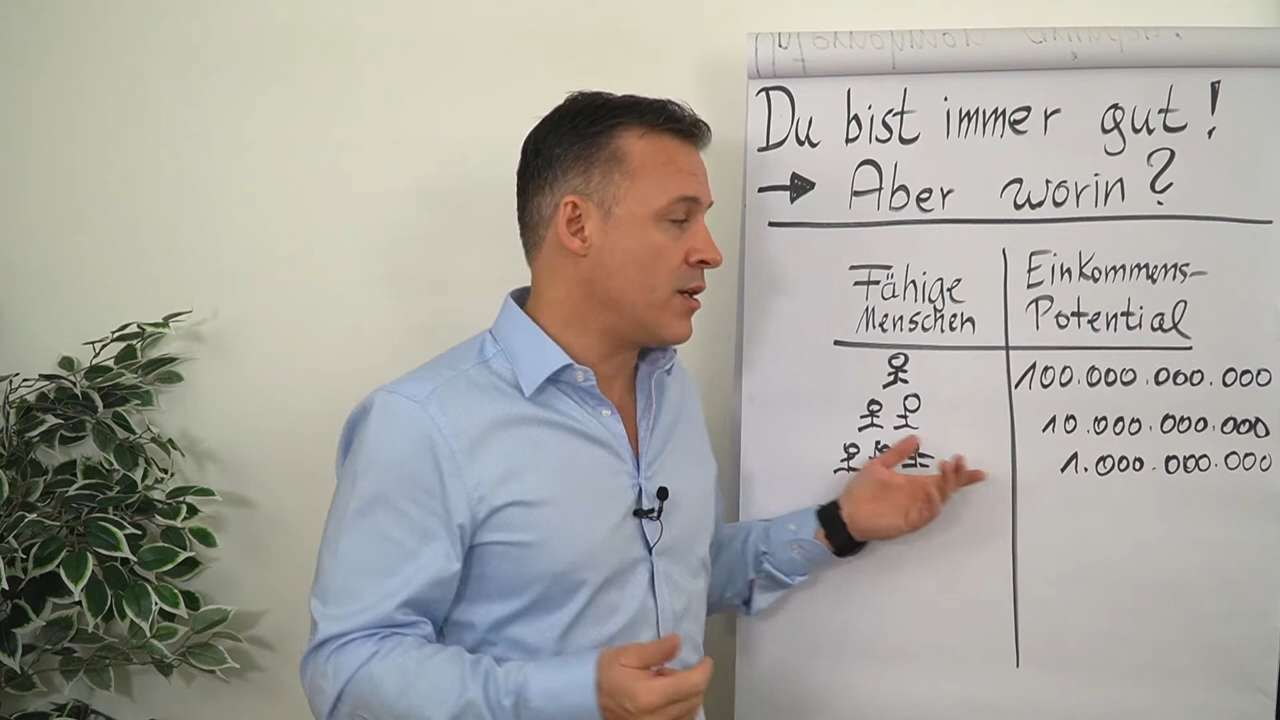 Du bist immer gut!
→ Aber worin?
Fähige
Menschen
Einkommens-
Potential
100.000.000.000
10.000.000.000
1.000.000.000